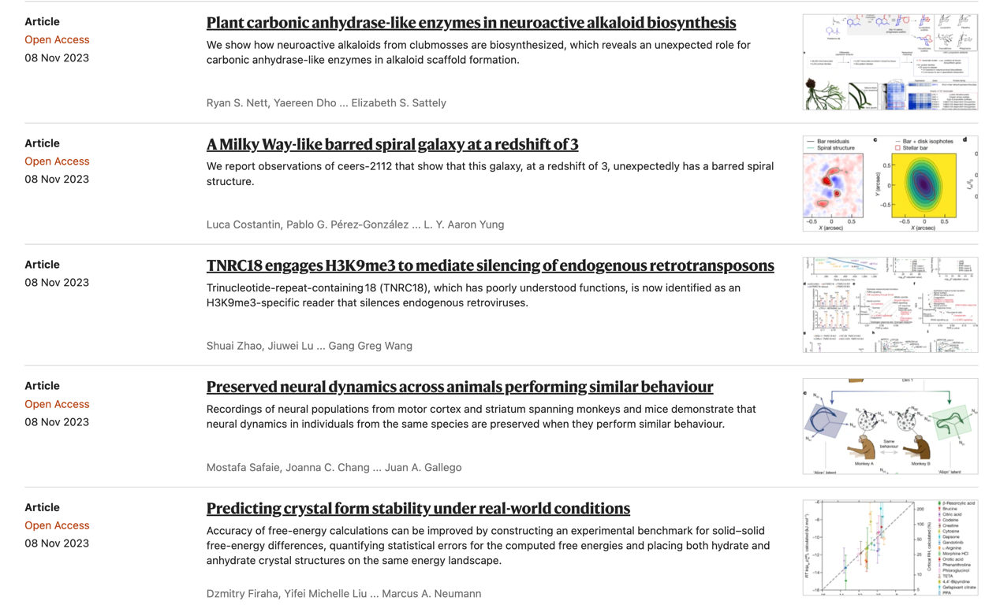 Article
Open Access
08 Nov 2023
Plant carbonic anhydrase-like enzymes in neuroactive alkaloid biosynthesis
We show how neuroactive alkaloids in clubmosses are biosynthesized, which reveals an unexpected role for
carbonic anhydrase-like enzymes in alkaloid scaffold formation.
Ryan S. Nett, Yaereen Dho ... Elizabeth S. Sattely
Article
Open Access
08 Nov 2023
A Milky Way-like barred spiral galaxy at a redshift of 3
We report observations of ceers-2112 that show that this galaxy, at a redshift of 3, unexpectedly has a barred spiral
structure.
Luca Costantin, Pablo G. Pérez-González ... L. Y. Aaron Yung
Bar residuals
Spiral structure
c
Bar + disk isophotes
Stellar bar
d
Y (arcsec)
0.5
0
−0.5
−0.5 0 0.5
−0.5 0 0.5
X (arcsec)
X (arcsec)
Article
08 Nov 2023
TNRC18 engages H3K9me3 to mediate silencing of endogenous retrotransposons
Trinucleotide-repeat-containing 18 (TNRC18), which has poorly understood functions, is now identified as an
H3K9me3-specific reader that silences endogenous retroviruses.
Shuai Zhao, Jiuwei Lu ... Gang Greg Wang
Article
Open Access
08 Nov 2023
Preserved neural dynamics across animals performing similar behaviour
Recordings of neural populations from motor cortex and striatum spanning monkeys and mice demonstrate that
neural dynamics in individuals from the same species are preserved when they perform similar behaviour.
Mostafa Safaie, Joanna C. Chang ... Juan A. Gallego
c
Same
behaviour
Monkey A
Monkey B
'Align' latent
'Align' latent
Article
Open Access
08 Nov 2023
Predicting crystal form stability under real-world conditions
Accuracy of free-energy calculations can be improved by constructing an experimental benchmark for solid–solid
free-energy differences, quantifying statistical errors for the computed free energies and placing both hydrate and
anhydrate crystal structures on the same energy landscape.
Dzmitry Firaha, Yifei Michelle Liu ... Marcus A. Neumann
−6
−8
−10
−12
−14
−16
200
100
50
25
10
5
Critical RH, calculated (%)
β-Resorcylic acid
Brucine
Citric acid
Codeine
Creatine
Cytosine
Dapsone
Gandotinib
L-Arginine
Morphine HCl
Orotic acid
Phenanthroline
Phloroglucinol
TETA
4,4'-Bipyridine
Gefapixant citrate
PPA